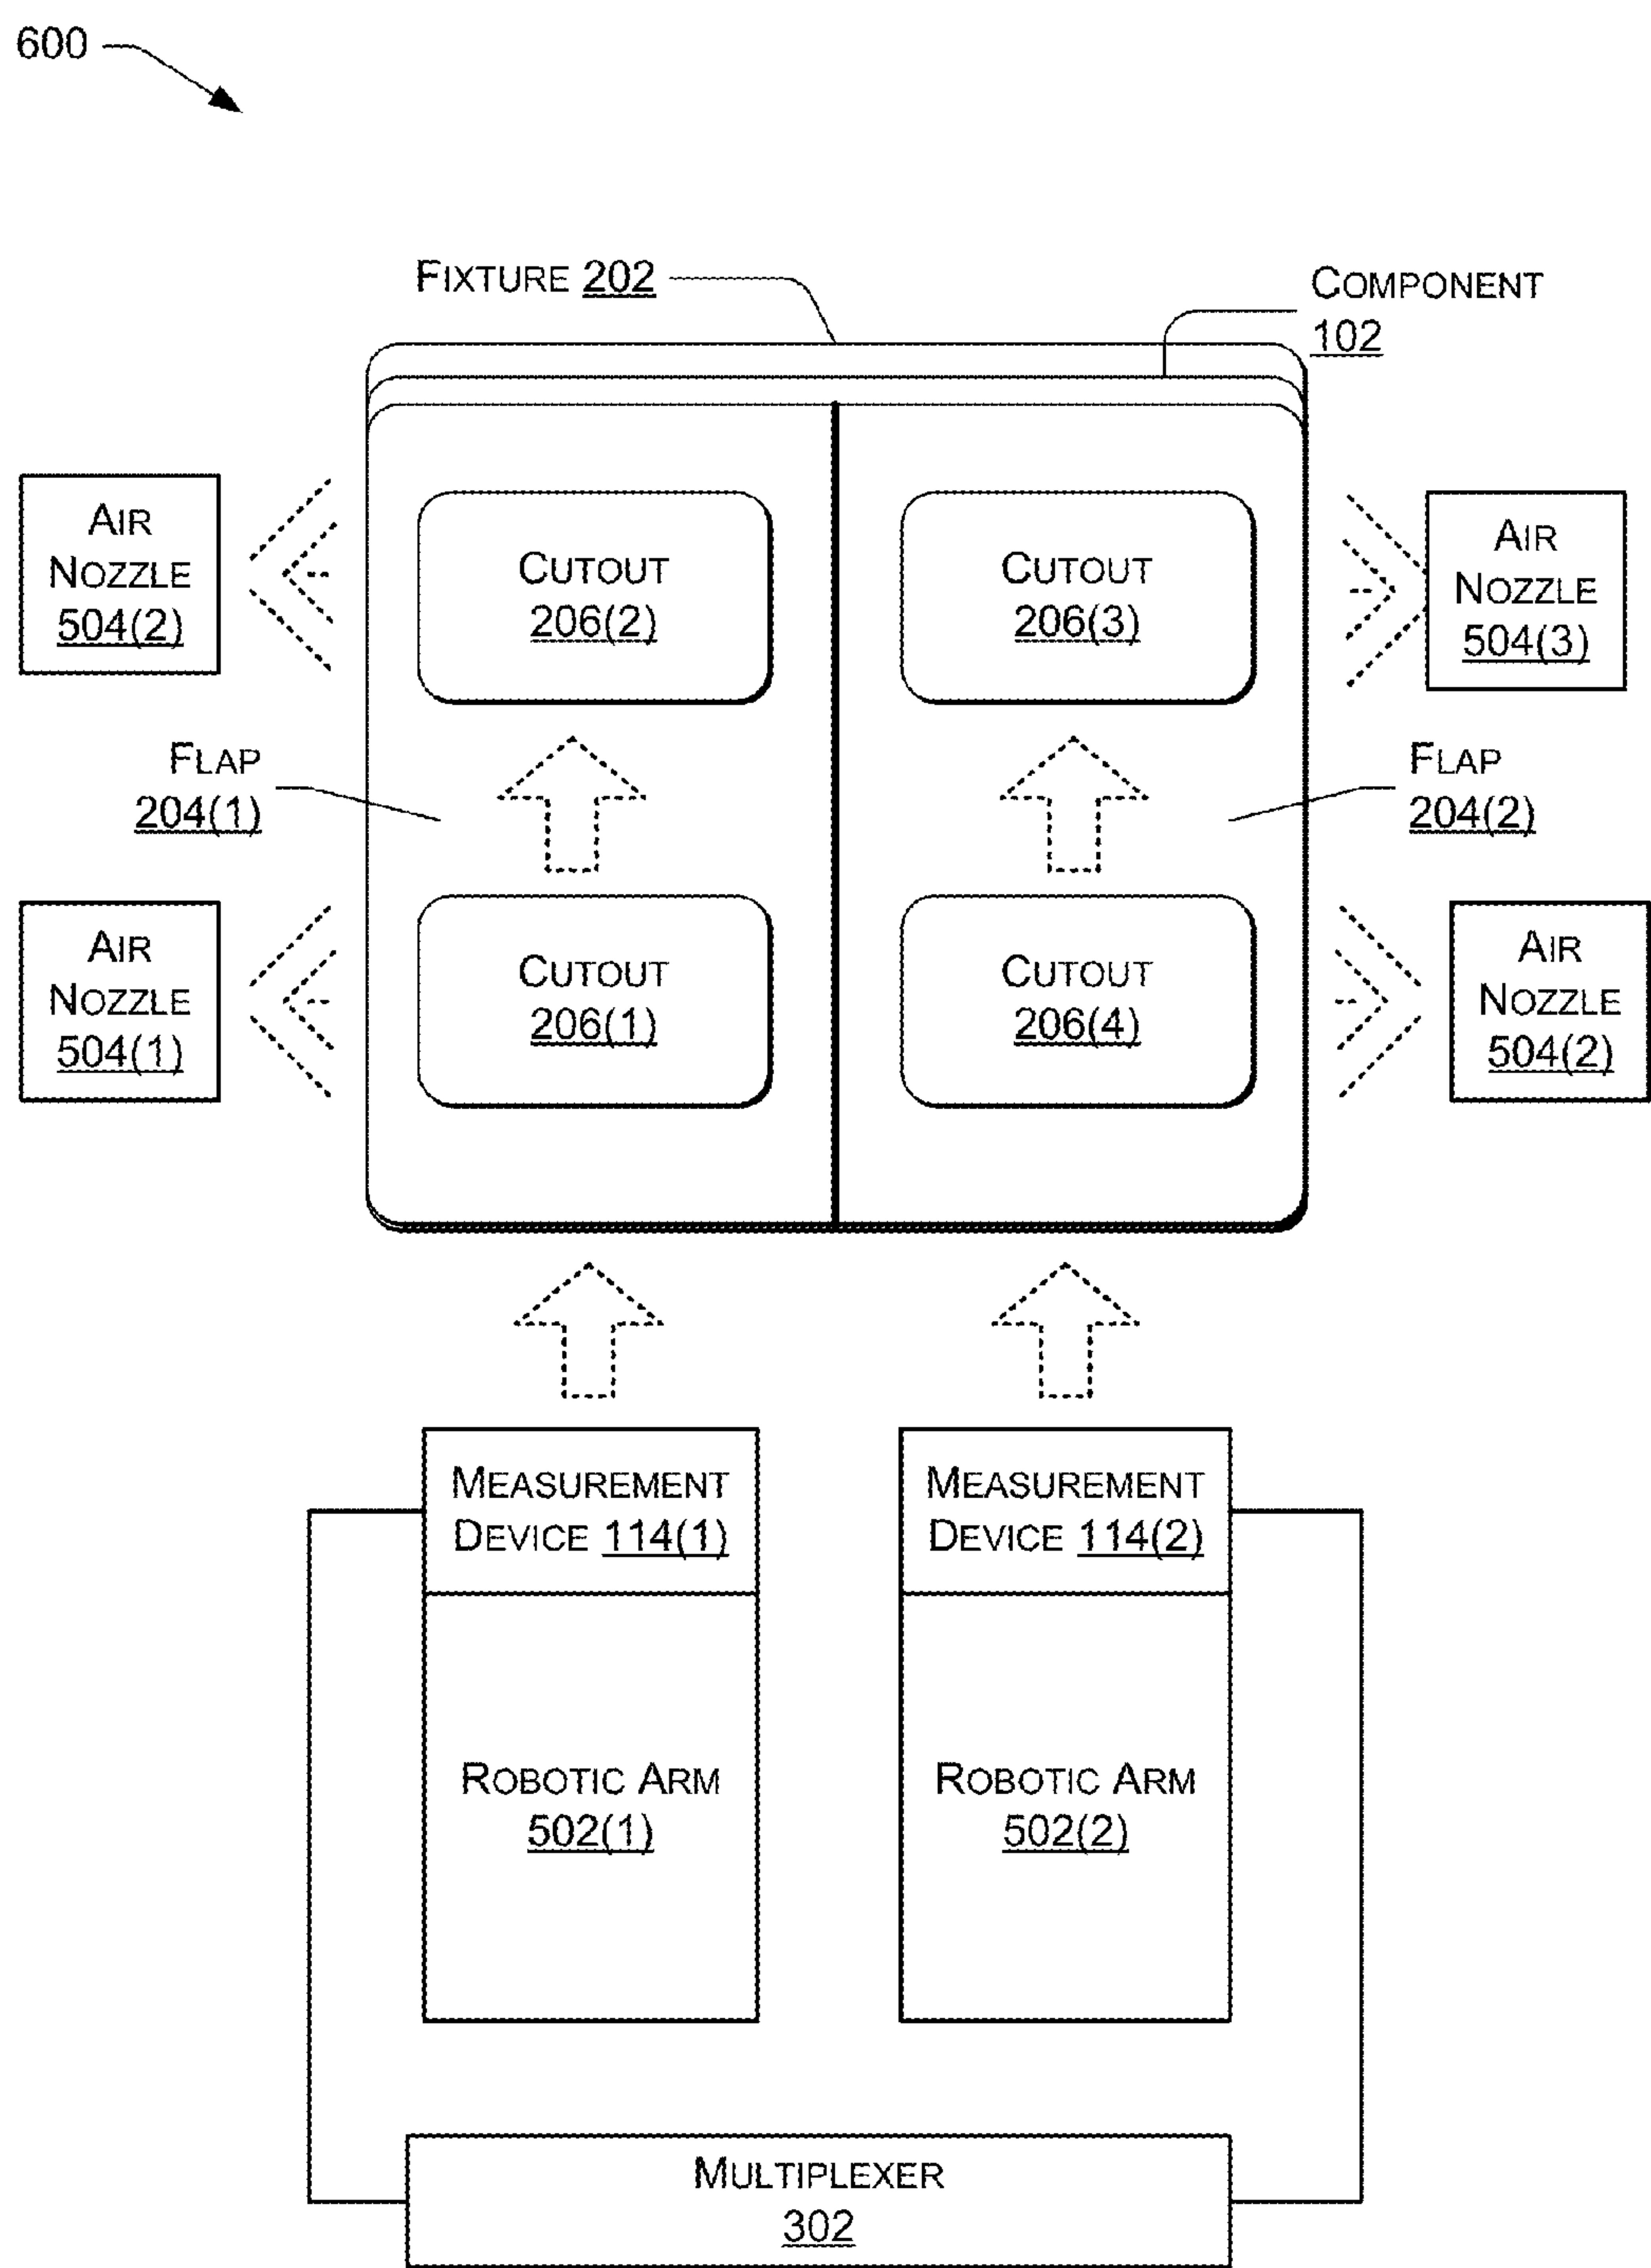 600
FIXTURE 202
COMPONENT
102
AIR
NOZZLE
504(2)
CUTOUT
206(2)
CUTOUT
206(3)
AIR
NOZZLE
504(3)
FLAP
204(1)
FLAP
204(2)
AIR
NOZZLE
504(1)
CUTOUT
206(1)
CUTOUT
206(4)
AIR
NOZZLE
504(2)
MEASUREMENT
DEVICE 114(1)
MEASUREMENT
DEVICE 114(2)
ROBOTIC ARM
502(1)
ROBOTIC ARM
502(2)
MULTIPLEXER
302